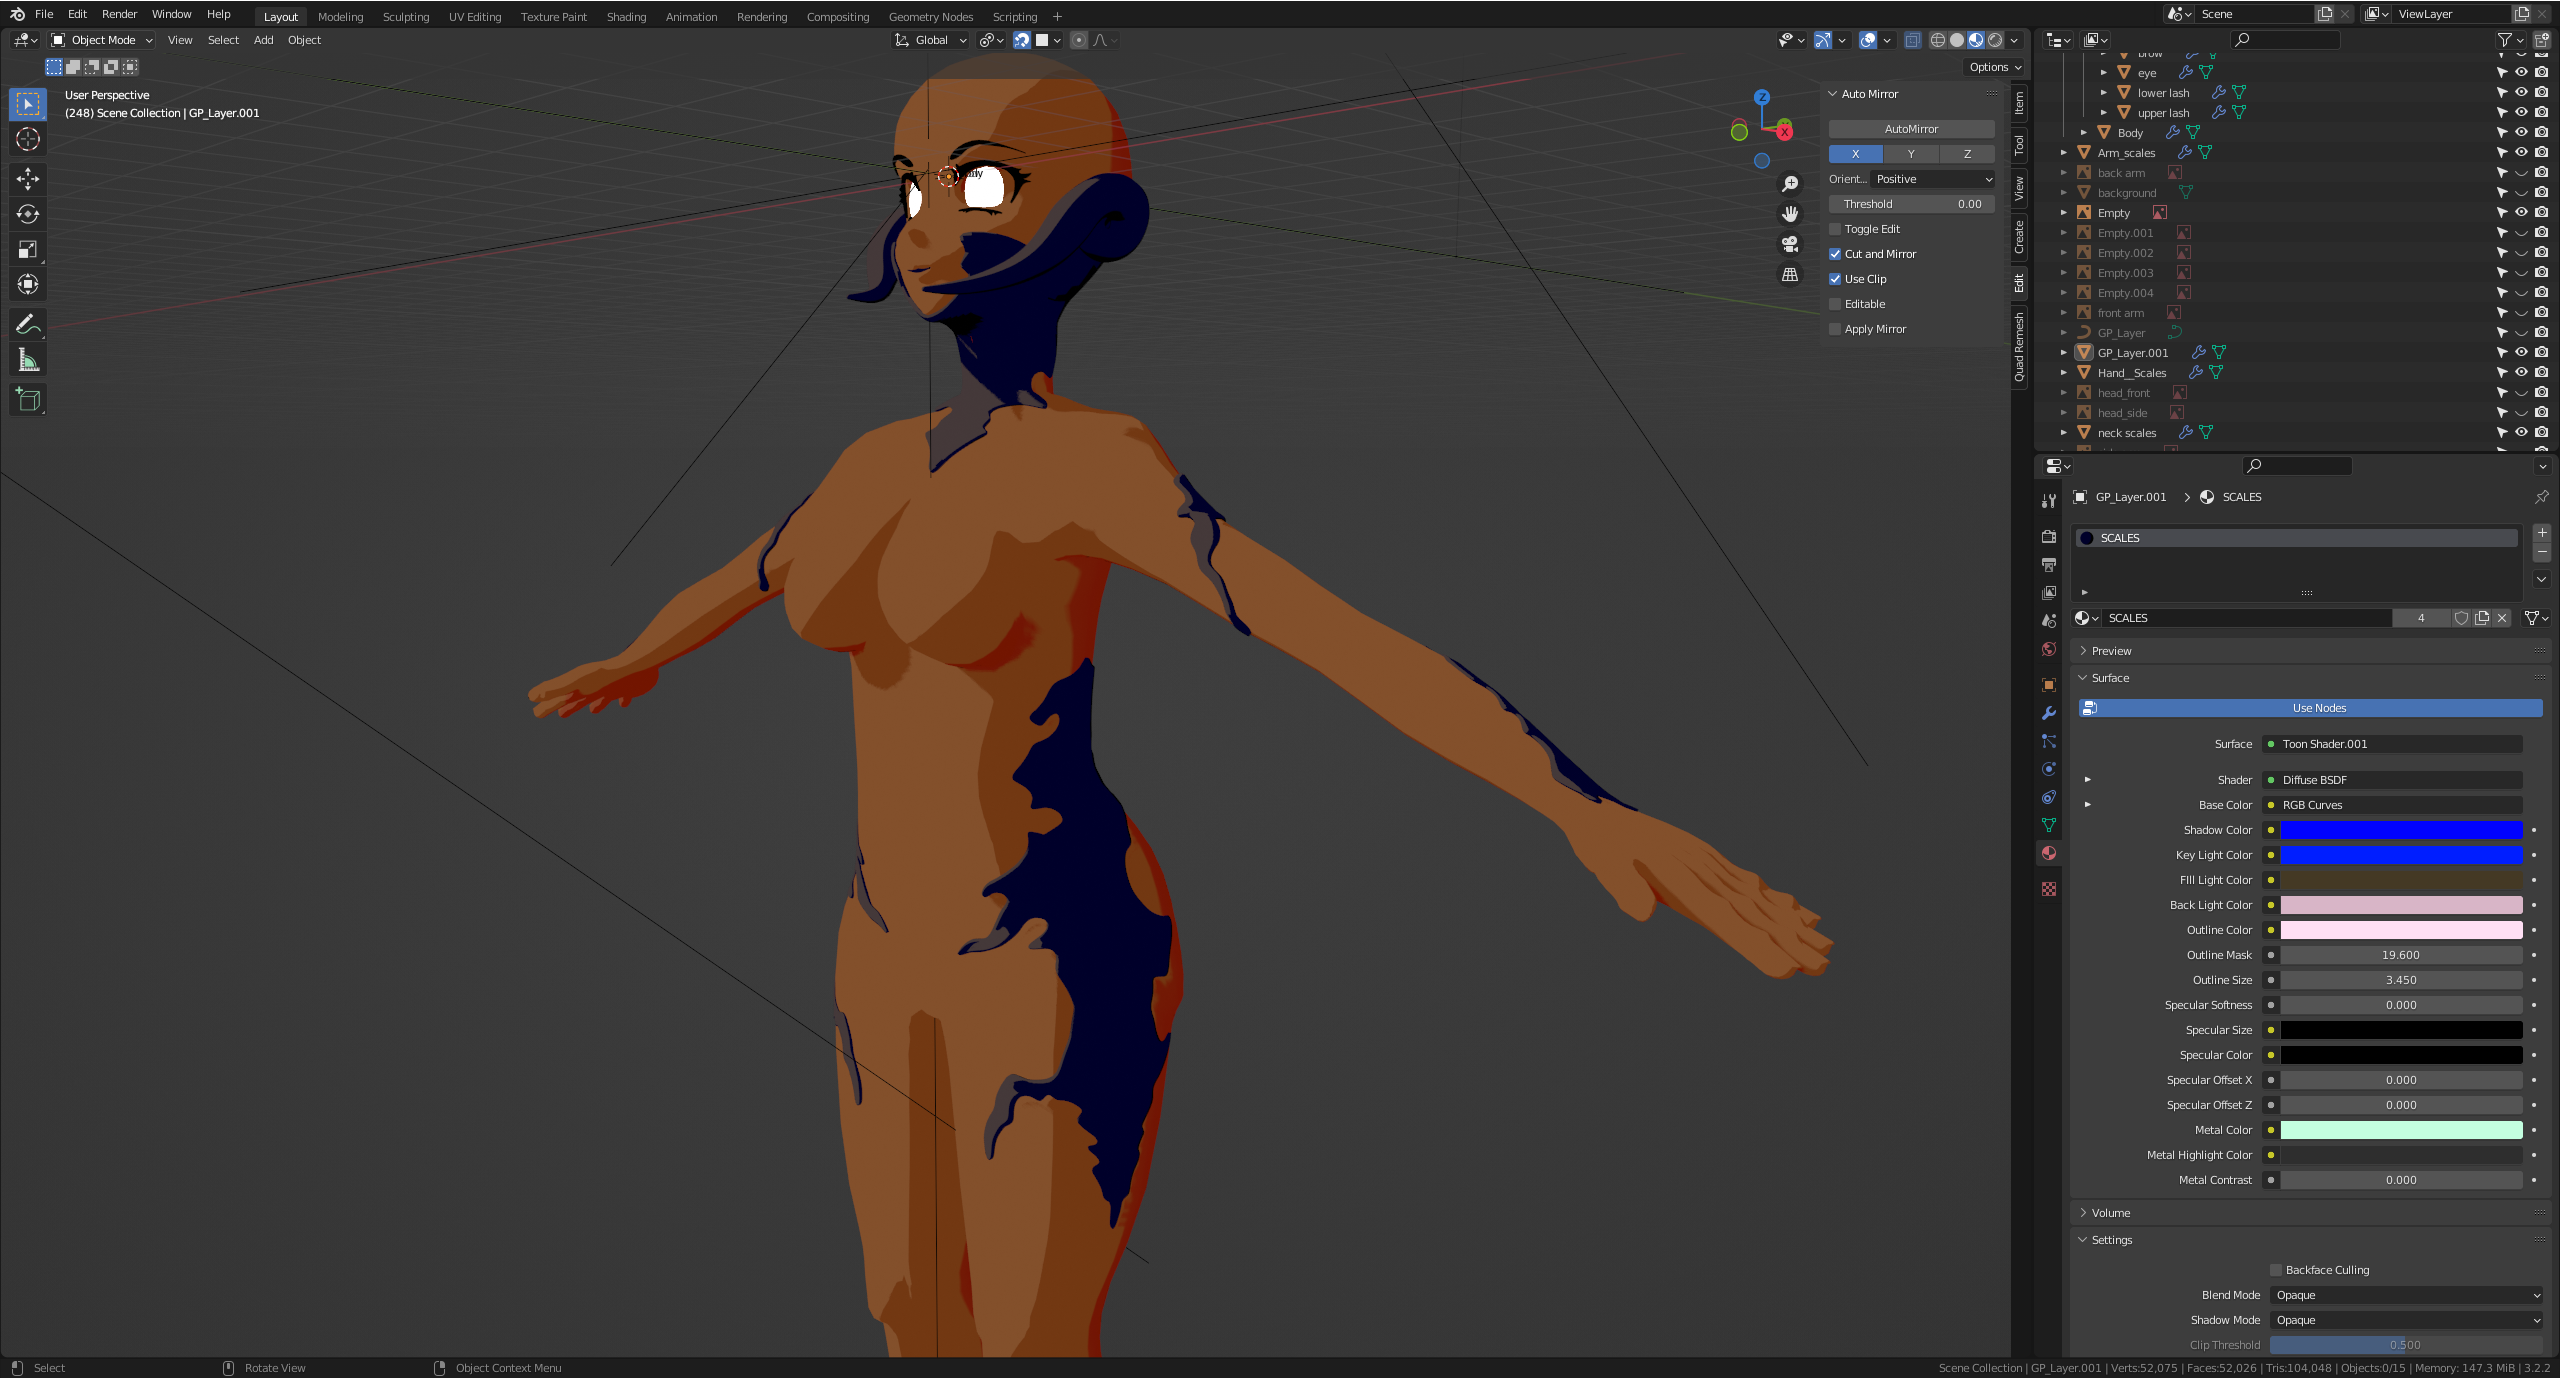 File Edit Render Window Help Layout Modeling Sculpting UV Editing Texture Paint Shading Animation Rendering Compositing Geometry Nodes Scripting + Scene ViewLayer
Object Mode View Select Add Object Global
Options
User Perspective
(248) Scene Collection | GP_Layer.001
Auto Mirror
AutoMirror
X Y Z
Orient... Positive
Threshold 0.00
Toggle Edit
Cut and Mirror
Use Clip
Editable
Apply Mirror
Item
Tool
View
Create
Edit
Quad Remesh
Z
X
brow
eye
lower lash
upper lash
Body
Arm_scales
back arm
background
Empty
Empty.001
Empty.002
Empty.003
Empty.004
front arm
GP_Layer
GP_Layer.001
Hand__Scales
head_front
head_side
neck scales
GP_Layer.001 > SCALES
SCALES
SCALES 4
Preview
Surface
Use Nodes
Surface Toon Shader.001
Shader Diffuse BSDF
Base Color RGB Curves
Shadow Color
Key Light Color
FIll Light Color
Back Light Color
Outline Color
Outline Mask 19.600
Outline Size 3.450
Specular Softness 0.000
Specular Size
Specular Color
Specular Offset X 0.000
Specular Offset Z 0.000
Metal Color
Metal Highlight Color
Metal Contrast 0.000
Volume
Settings
Backface Culling
Blend Mode Opaque
Shadow Mode Opaque
Clip Threshold 0.500
Select Rotate View Object Context Menu Scene Collection | GP_Layer.001 | Verts:52,075 | Faces:52,026 | Tris:104,048 | Objects:0/15 | Memory: 147.3 MiB | 3.2.2